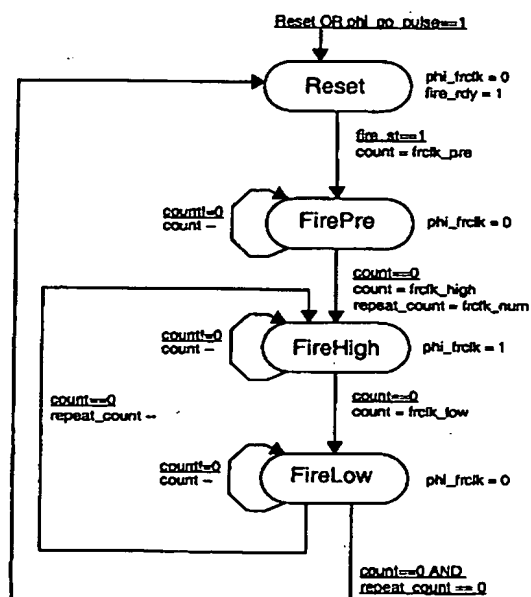 Reset OR phi_po_pulse==1
Reset
phi_frclk = 0
fire_rdy = 1
fire_st==1
count = frclk_pre
count!=0
count --
FirePre
phi_frclk = 0
count==0
count = frclk_high
repeat_count = frclk_num
count!=0
count --
FireHigh
phi_frclk = 1
count==0
repeat_count --
count==0
count = frclk_low
count!=0
count --
FireLow
phi_frclk = 0
count==0 AND
repeat_count == 0